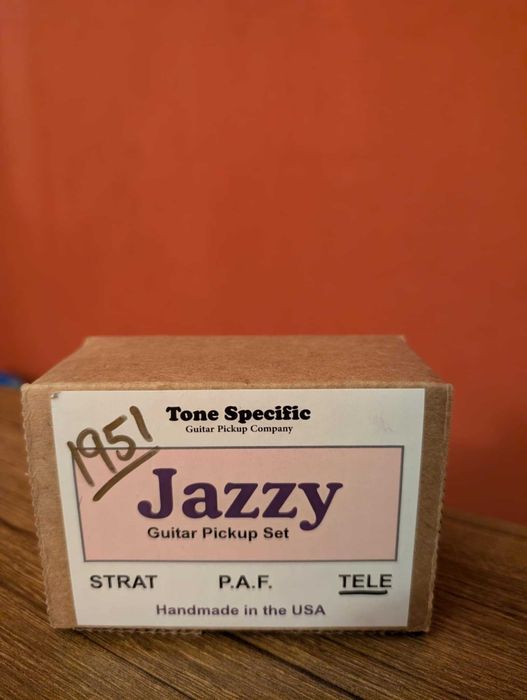 1951
Tone Specific
Guitar Pickup Company
Jazzy
Guitar Pickup Set
STRAT P.A.F. TELE
Handmade in the USA